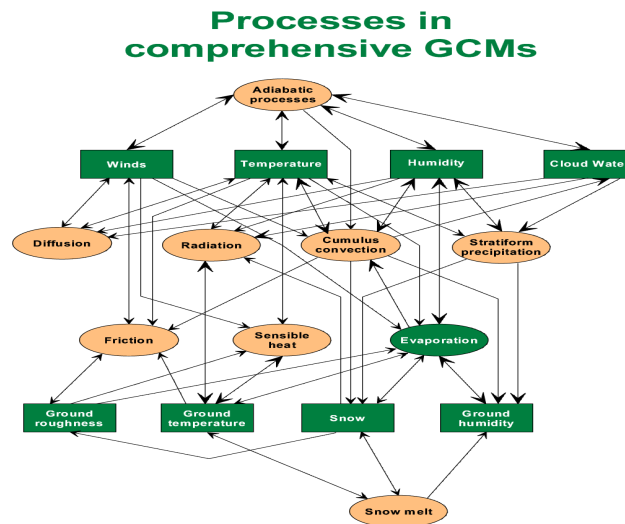 Processes in
comprehensive GCMs
Adiabatic
processes
Winds
Temperature
Humidity
Cloud Water
Diffusion
Radiation
Cumulus
convection
Stratiform
precipitation
Friction
Sensible
heat
Evaporation
Ground
roughness
Ground
temperature
Snow
Ground
humidity
Snow melt